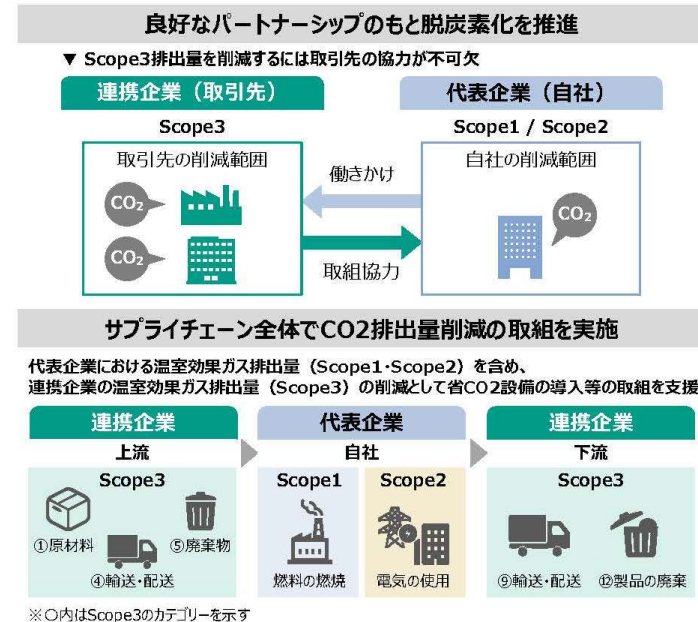 良好なパートナーシップのもと脱炭素化を推進
▼ Scope3排出量を削減するには取引先の協力が不可欠
連携企業（取引先）
代表企業（自社）
Scope3
Scope1 / Scope2
取引先の削減範囲
自社の削減範囲
CO₂
CO₂
働きかけ
取組協力
CO₂
サプライチェーン全体でCO2排出量削減の取組を実施
代表企業における温室効果ガス排出量（Scope1・Scope2）を含め、
連携企業の温室効果ガス排出量（Scope3）の削減として省CO2設備の導入等の取組を支援
連携企業
代表企業
連携企業
上流
自社
下流
Scope3
Scope1
Scope2
Scope3
①原材料
⑤廃棄物
④輸送・配送
燃料の燃焼
電気の使用
⑨輸送・配送
⑫製品の廃棄
※〇内はScope3のカテゴリーを示す